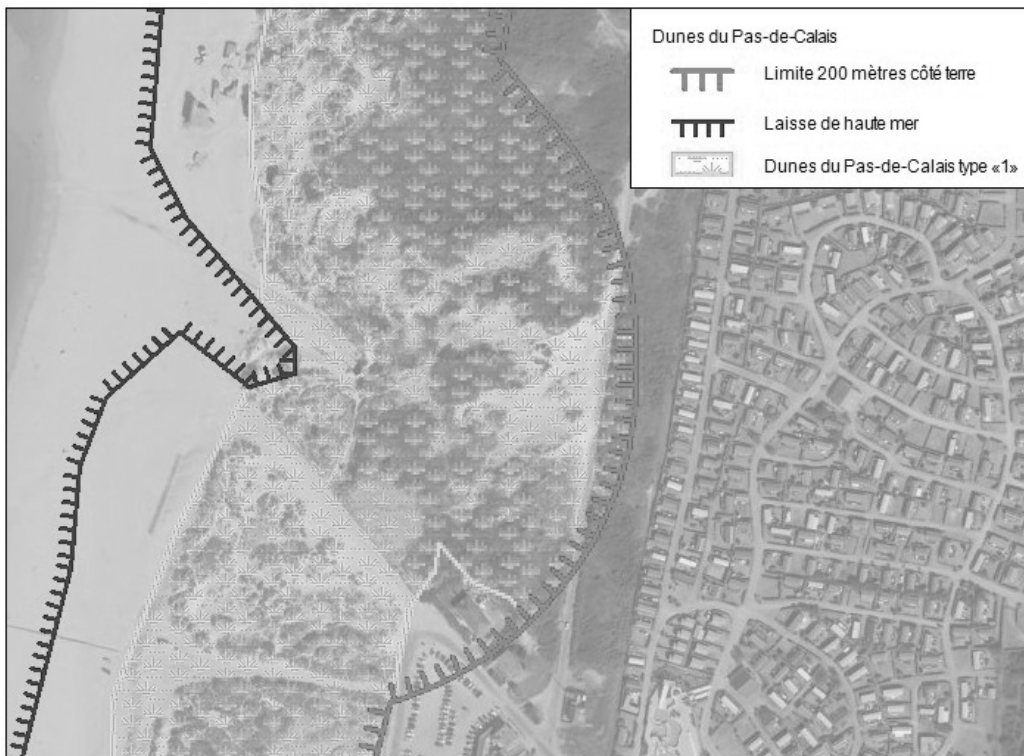 Dunes du Pas-de-Calais
Limite 200 mètres côté terre
Laisse de haute mer
Dunes du Pas-de-Calais type «1»